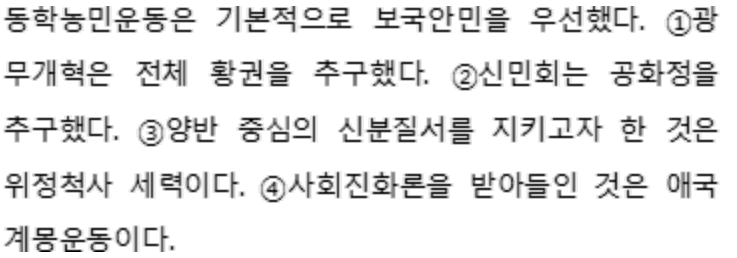 동학농민운동은 기본적으로 보국안민을 우선했다. ①광
무개혁은 전체 황권을 추구했다. ②신민회는 공화정을
추구했다. ③양반 중심의 신분질서를 지키고자 한 것은
위정척사 세력이다. ④사회진화론을 받아들인 것은 애국
계몽운동이다.